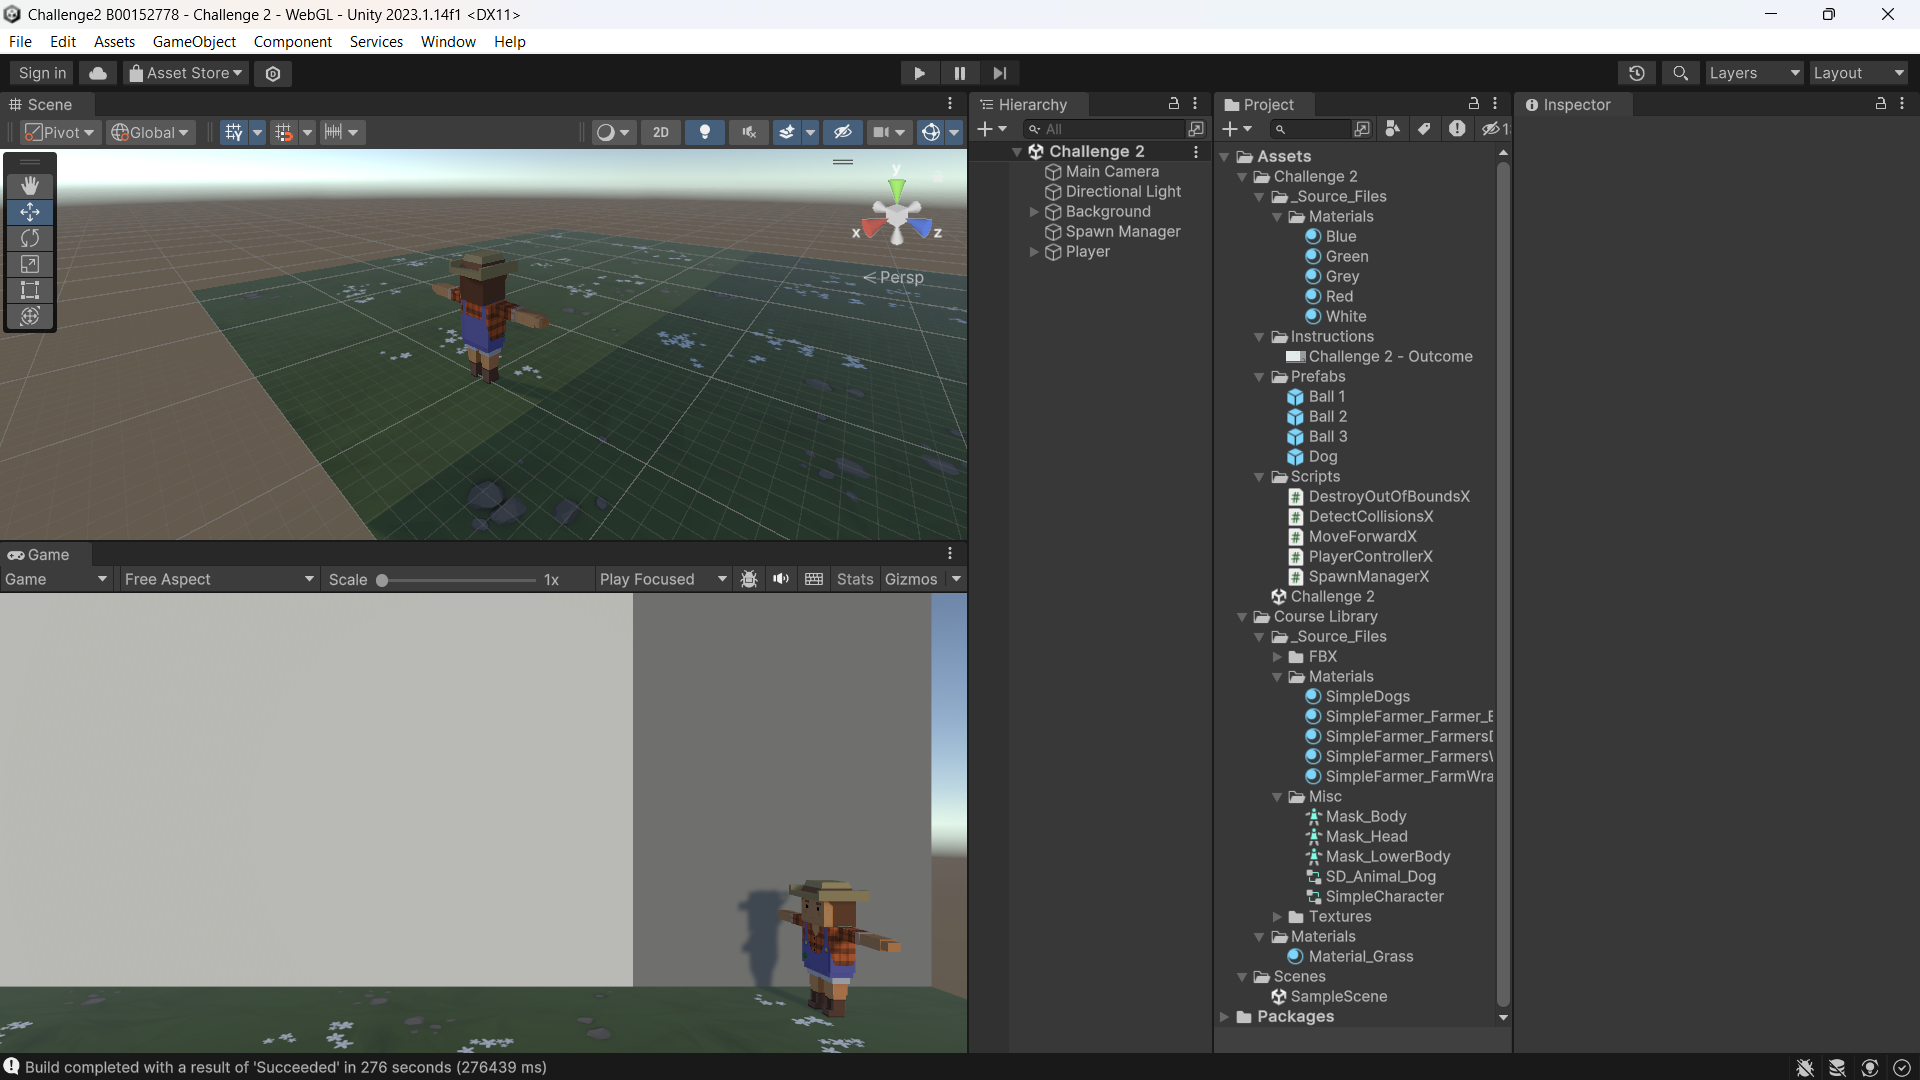 Challenge2 B00152778 - Challenge 2 - WebGL - Unity 2023.1.14f1 <DX11>
File Edit Assets GameObject Component Services Window Help
Sign in Asset Store Layers Layout
Scene
Pivot Global 2D
y
x z
Persp
Game
Game Free Aspect Scale 1x Play Focused Stats Gizmos
Hierarchy
All
Challenge 2
Main Camera
Directional Light
Background
Spawn Manager
Player
Project
1
Assets
Challenge 2
_Source_Files
Materials
Blue
Green
Grey
Red
White
Instructions
Challenge 2 - Outcome
Prefabs
Ball 1
Ball 2
Ball 3
Dog
Scripts
DestroyOutOfBoundsX
DetectCollisionsX
MoveForwardX
PlayerControllerX
SpawnManagerX
Challenge 2
Course Library
_Source_Files
FBX
Materials
SimpleDogs
SimpleFarmer_Farmer_
SimpleFarmer_Farmers
SimpleFarmer_Farmers
SimpleFarmer_FarmWra
Misc
Mask_Body
Mask_Head
Mask_LowerBody
SD_Animal_Dog
SimpleCharacter
Textures
Materials
Material_Grass
Scenes
SampleScene
Packages
Inspector
Build completed with a result of 'Succeeded' in 276 seconds (276439 ms)